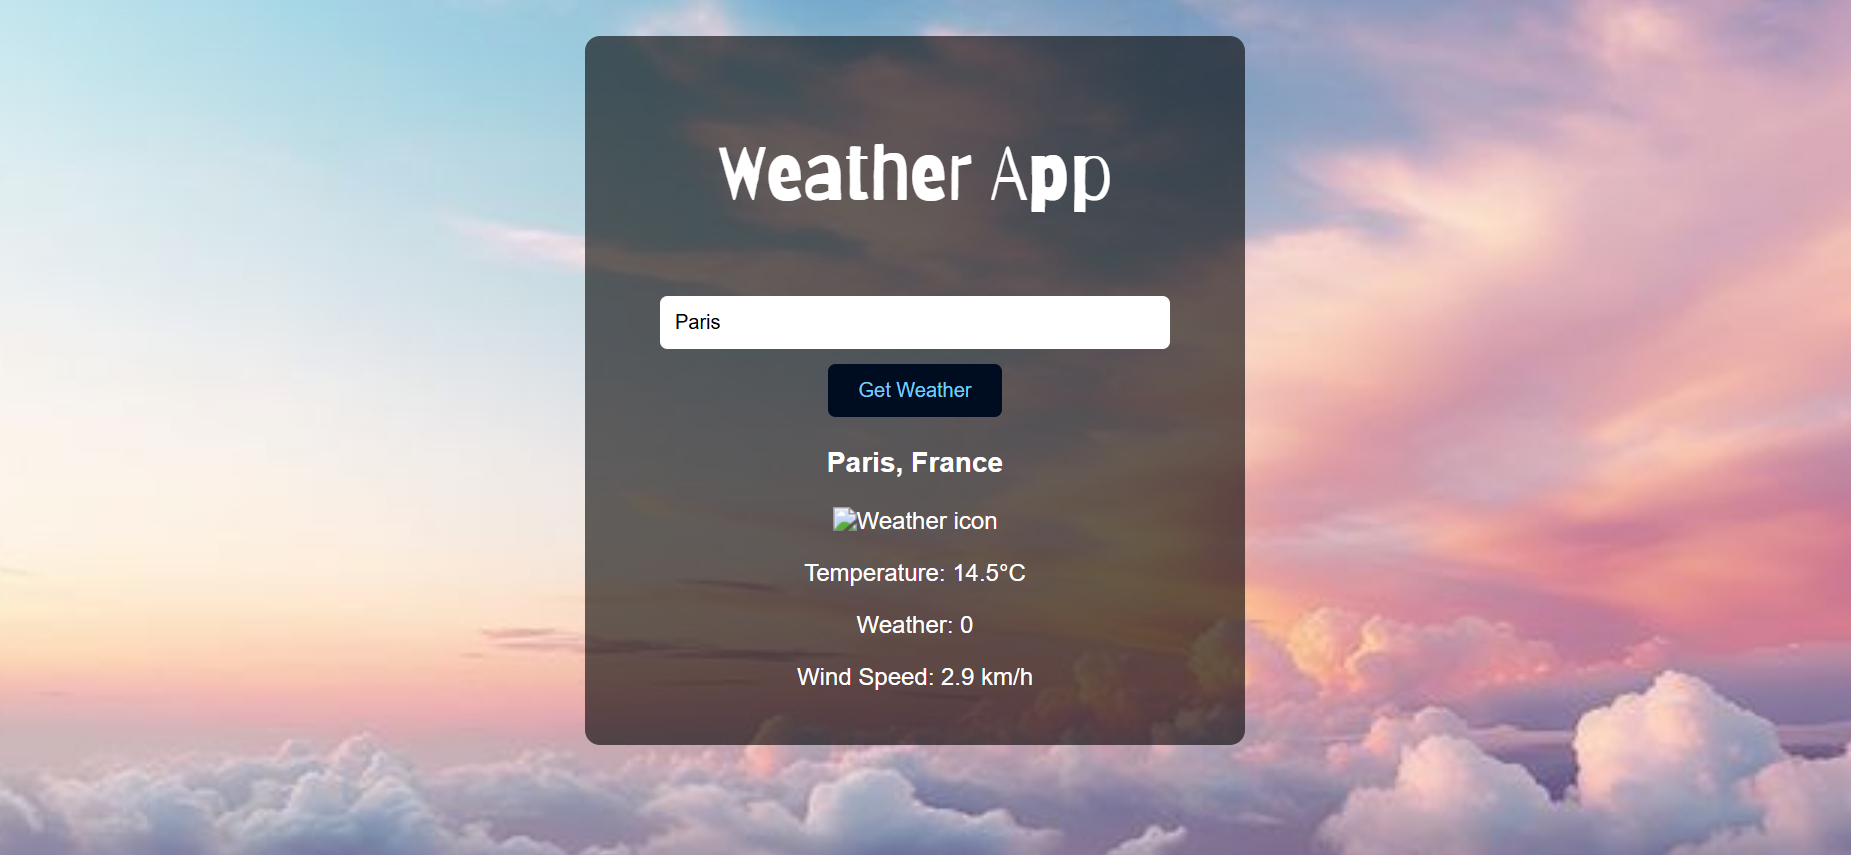 Weather App
Paris
Get Weather
Paris, France
Weather icon
Temperature: 14.5°C
Weather: 0
Wind Speed: 2.9 km/h